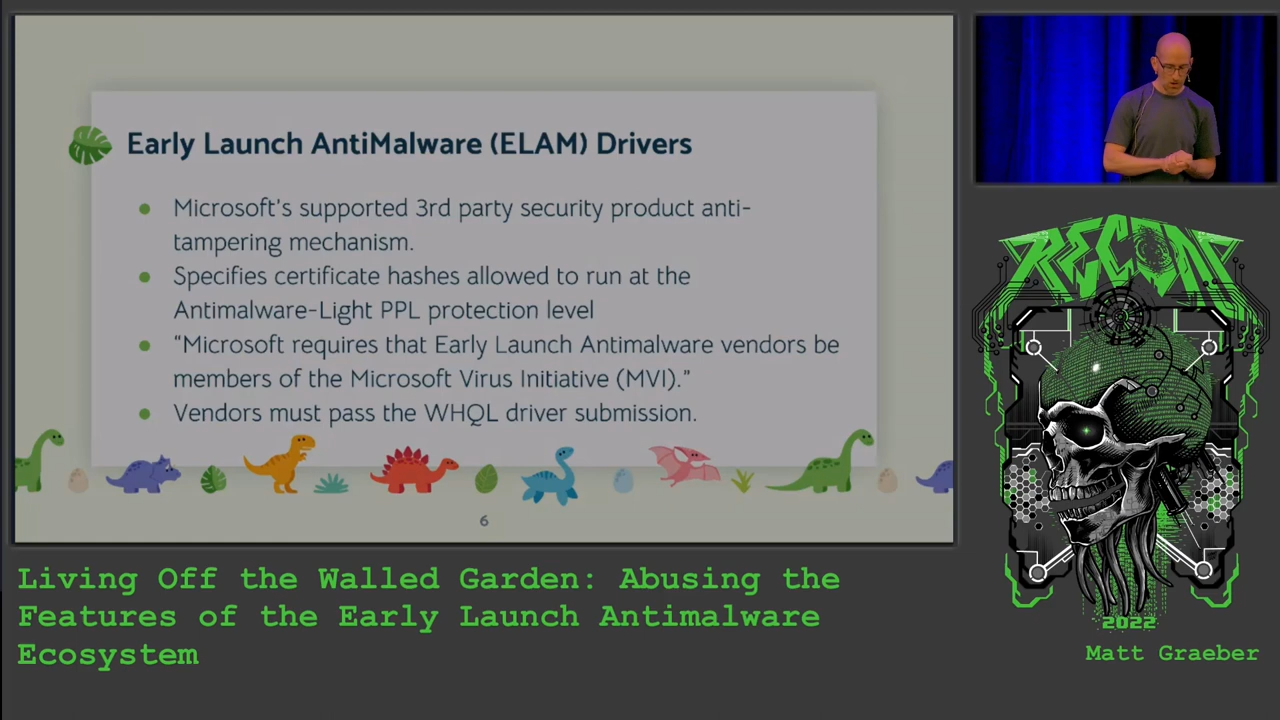 Early Launch AntiMalware (ELAM) Drivers
● Microsoft's supported 3rd party security product anti-
tampering mechanism.
● Specifies certificate hashes allowed to run at the
Antimalware-Light PPL protection level
● “Microsoft requires that Early Launch Antimalware vendors be
members of the Microsoft Virus Initiative (MVI).”
● Vendors must pass the WHQL driver submission.
6
RECON
2022
Living Off the Walled Garden: Abusing the
Features of the Early Launch Antimalware
Ecosystem
Matt Graeber